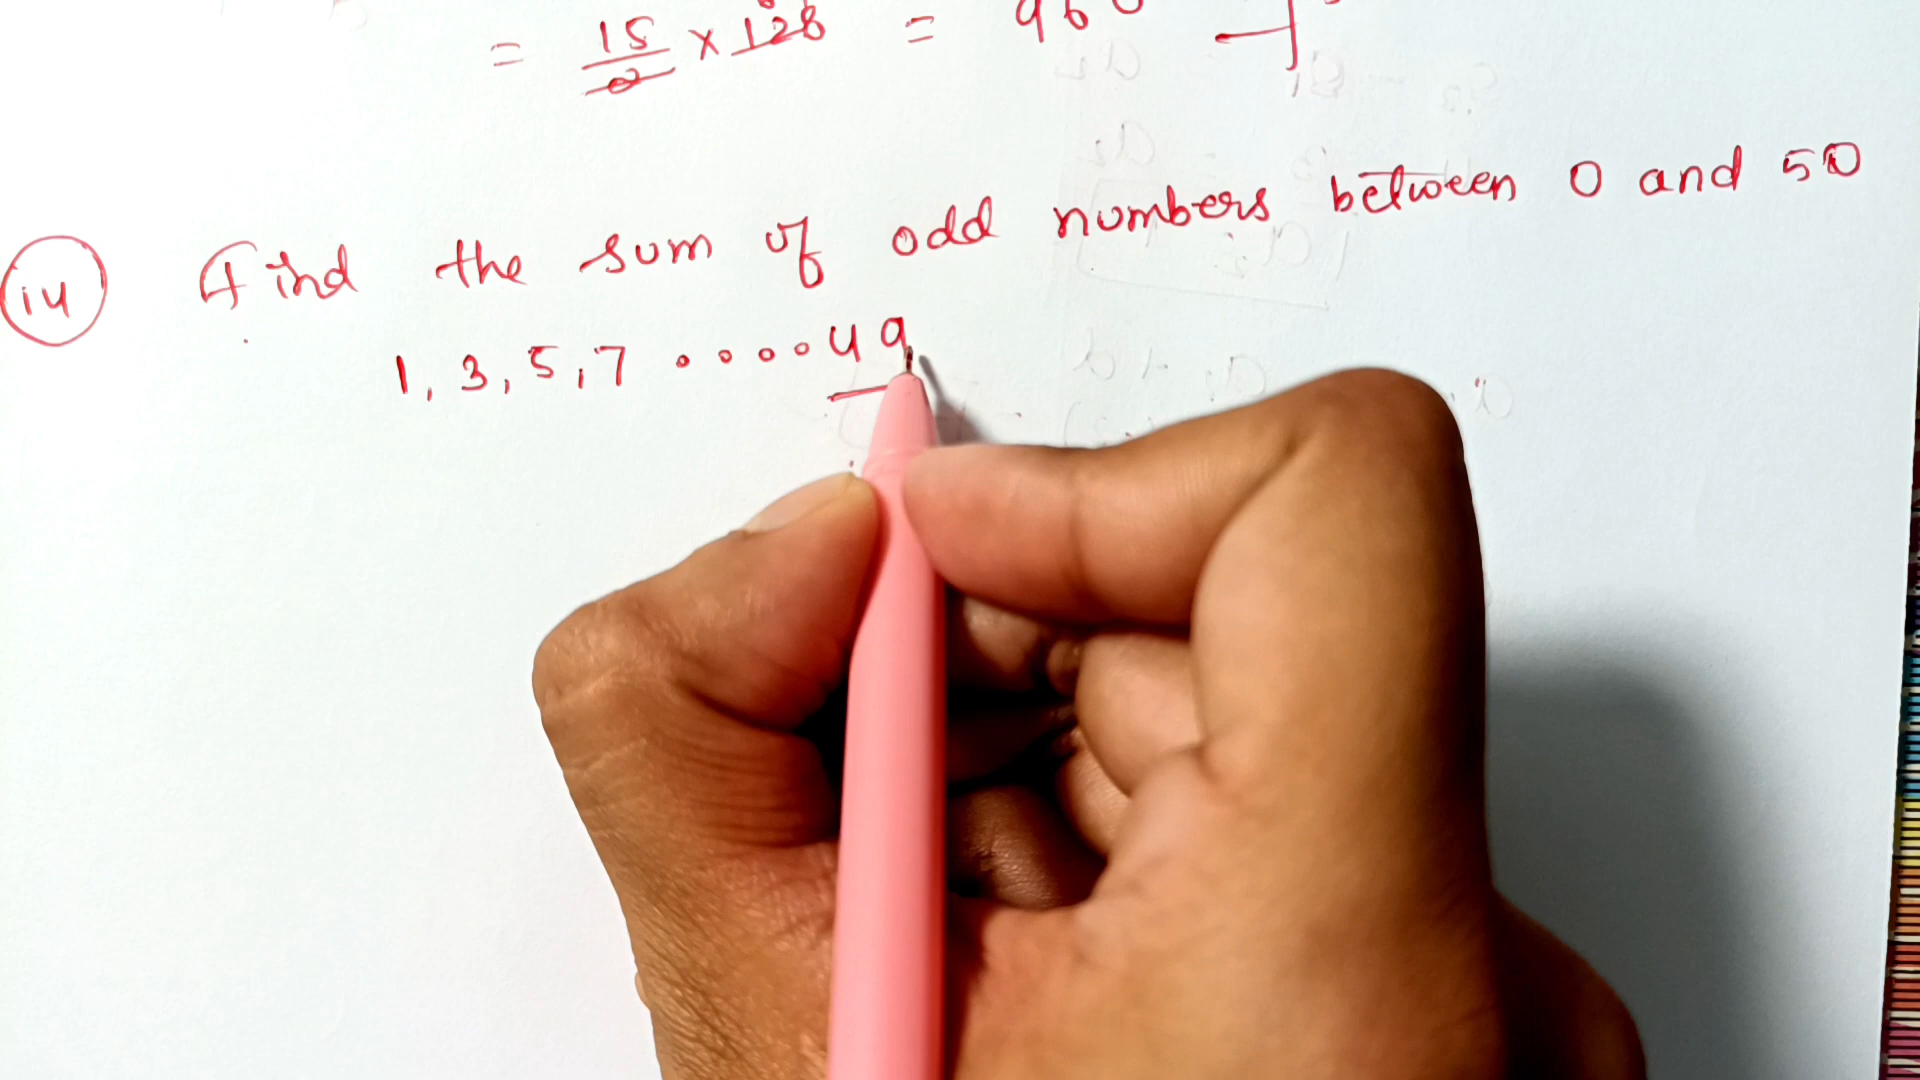 = 15/2 × 128 = 960
14 Find the sum of odd numbers between 0 and 50
1, 3, 5, 7 .... 49